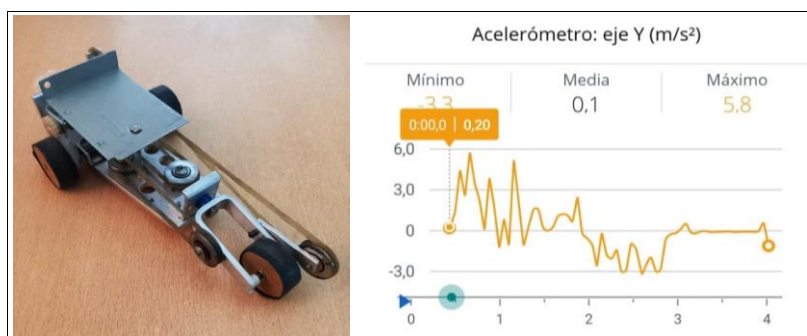 Acelerómetro: eje Y (m/s²)
Mínimo Media Máximo
-3,3 0,1 5,8
0:00,0 | 0,20
6,0
3,0
0
-3,0
0 1 2 3 4